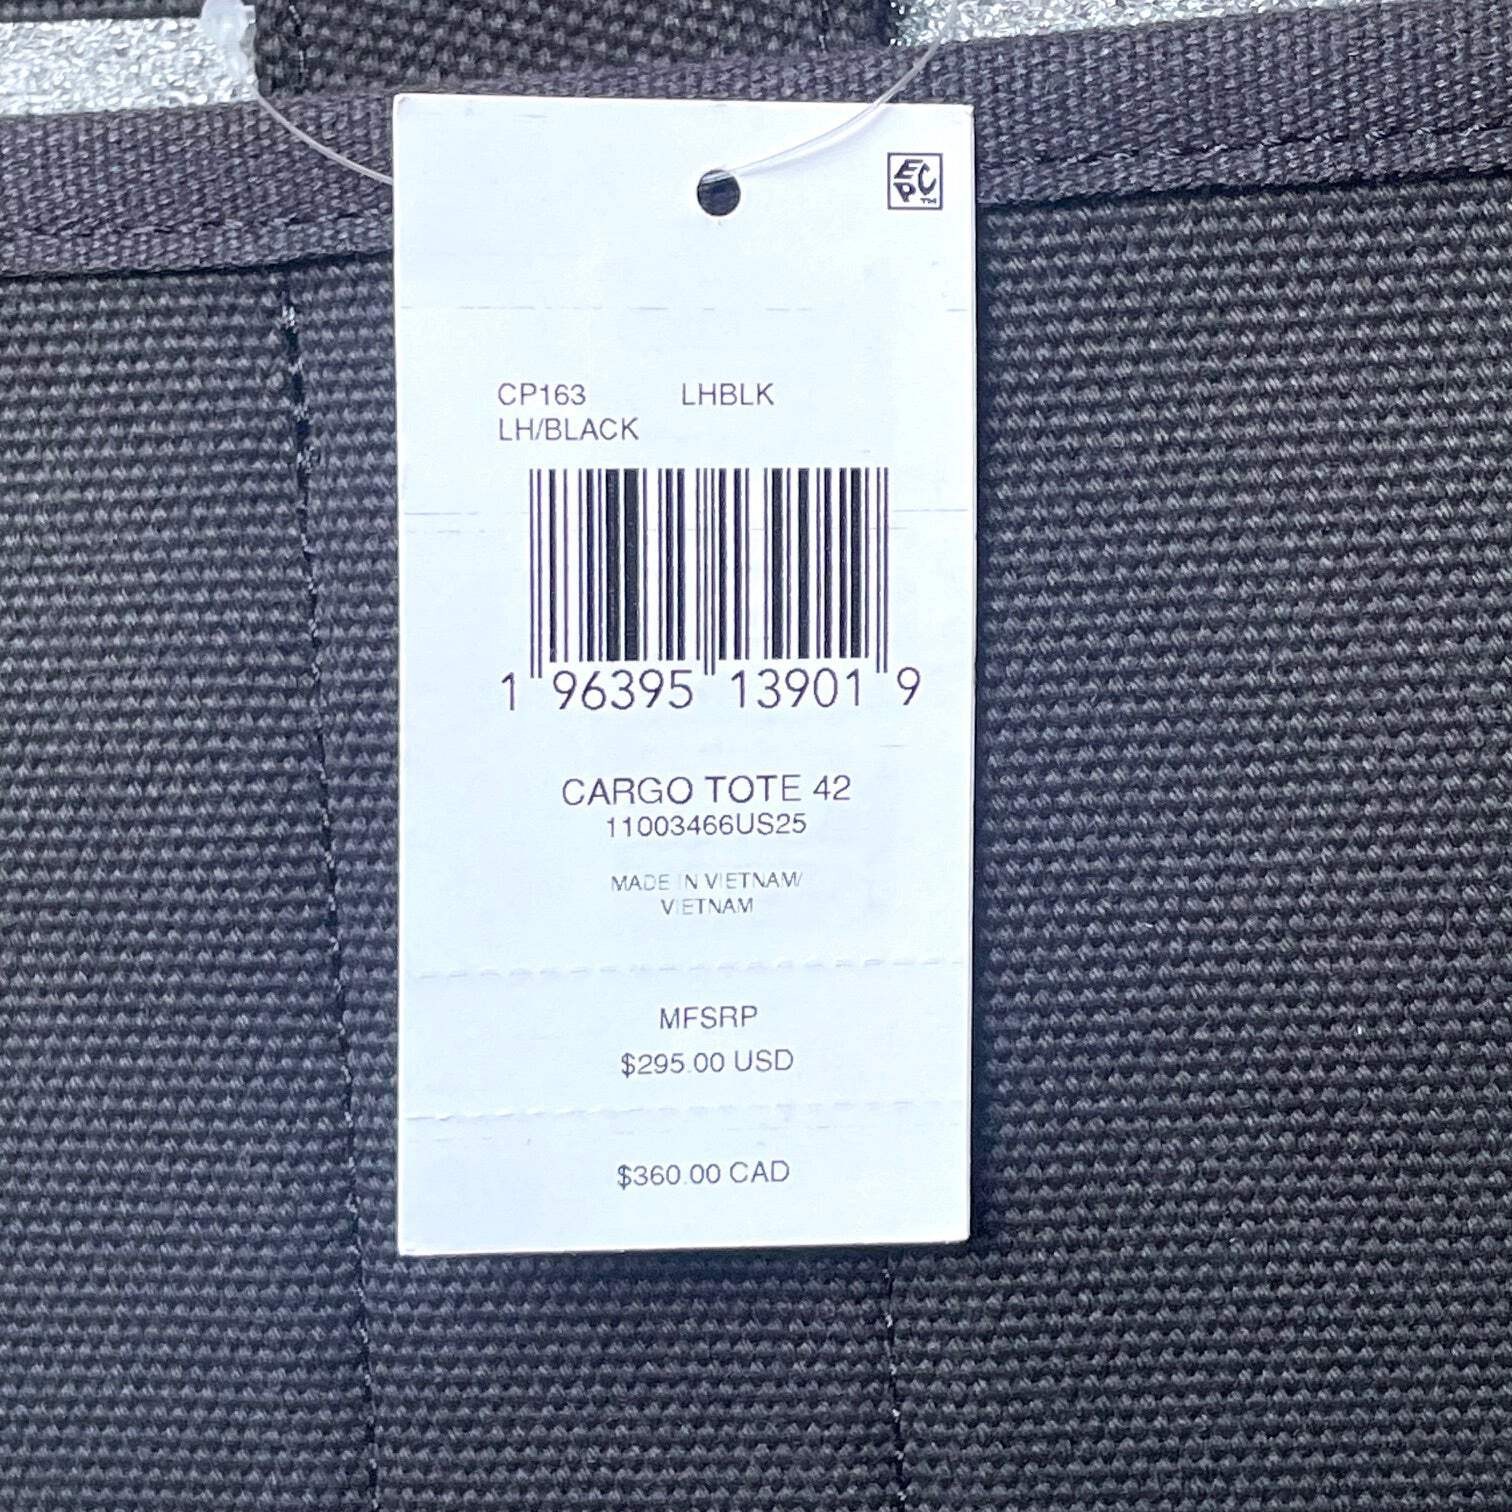 ECP™
CP163 LHBLK
LH/BLACK
1 96395 13901 9
CARGO TOTE 42
11003466US25
MADE IN VIETNAM/
VIETNAM
MFSRP
$295.00 USD
$360.00 CAD